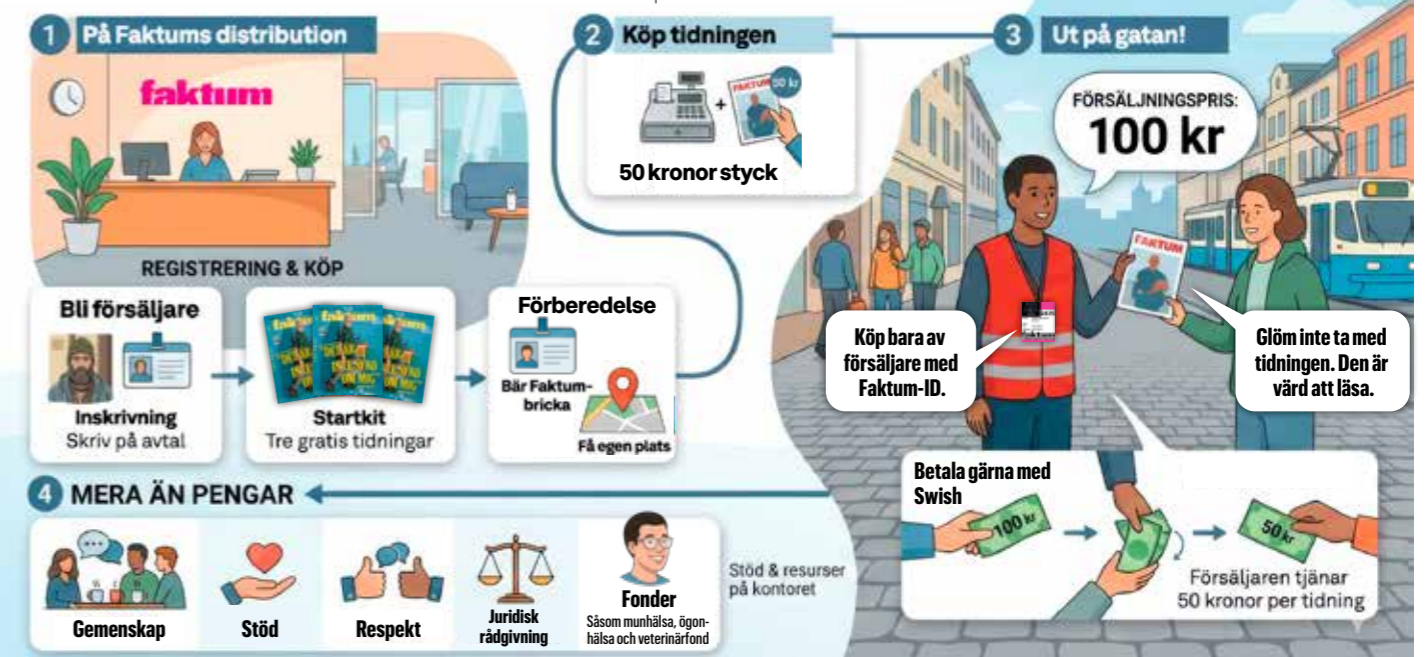 1 På Faktums distribution
faktum
REGISTRERING & KÖP
Bli försäljare
Inskrivning
Skriv på avtal
Startkit
Tre gratis tidningar
Förberedelse
Bär Faktum-
bricka
Få egen plats
2 Köp tidningen
+
FAKTUM
50 kr
50 kronor styck
3 Ut på gatan!
FÖRSÄLJNINGSPRIS:
100 kr
FAKTUM
Köp bara av
försäljare med
Faktum-ID.
Glöm inte ta med
tidningen. Den är
värd att läsa.
Betala gärna med
Swish
100 kr
50 kr
Försäljaren tjänar
50 kronor per tidning
4 MERA ÄN PENGAR
Gemenskap
Stöd
Respekt
Juridisk
rådgivning
Fonder
Såsom munhälsa, ögon-
hälsa och veterinärfond
Stöd & resurser
på kontoret